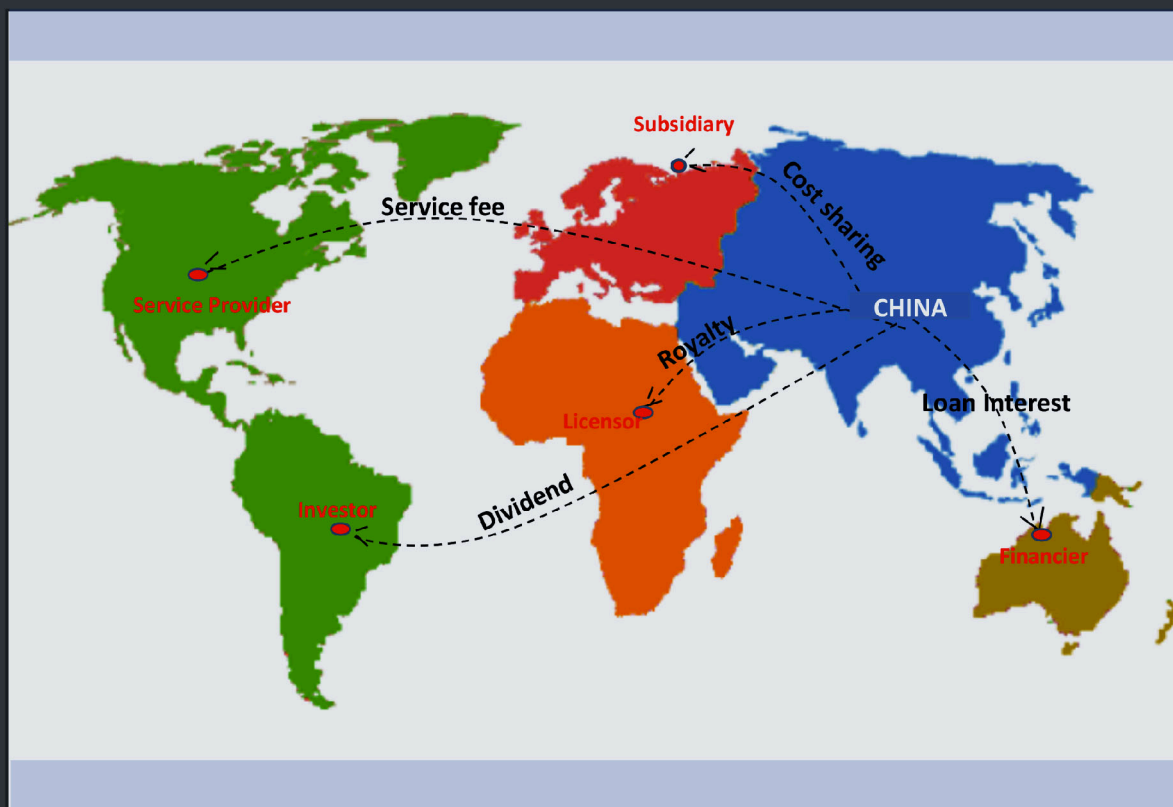 Subsidiary
Cost sharing
Service fee
Service Provider
CHINA
Royalty
Loan Interest
Licensor
Dividend
Investor
Financier